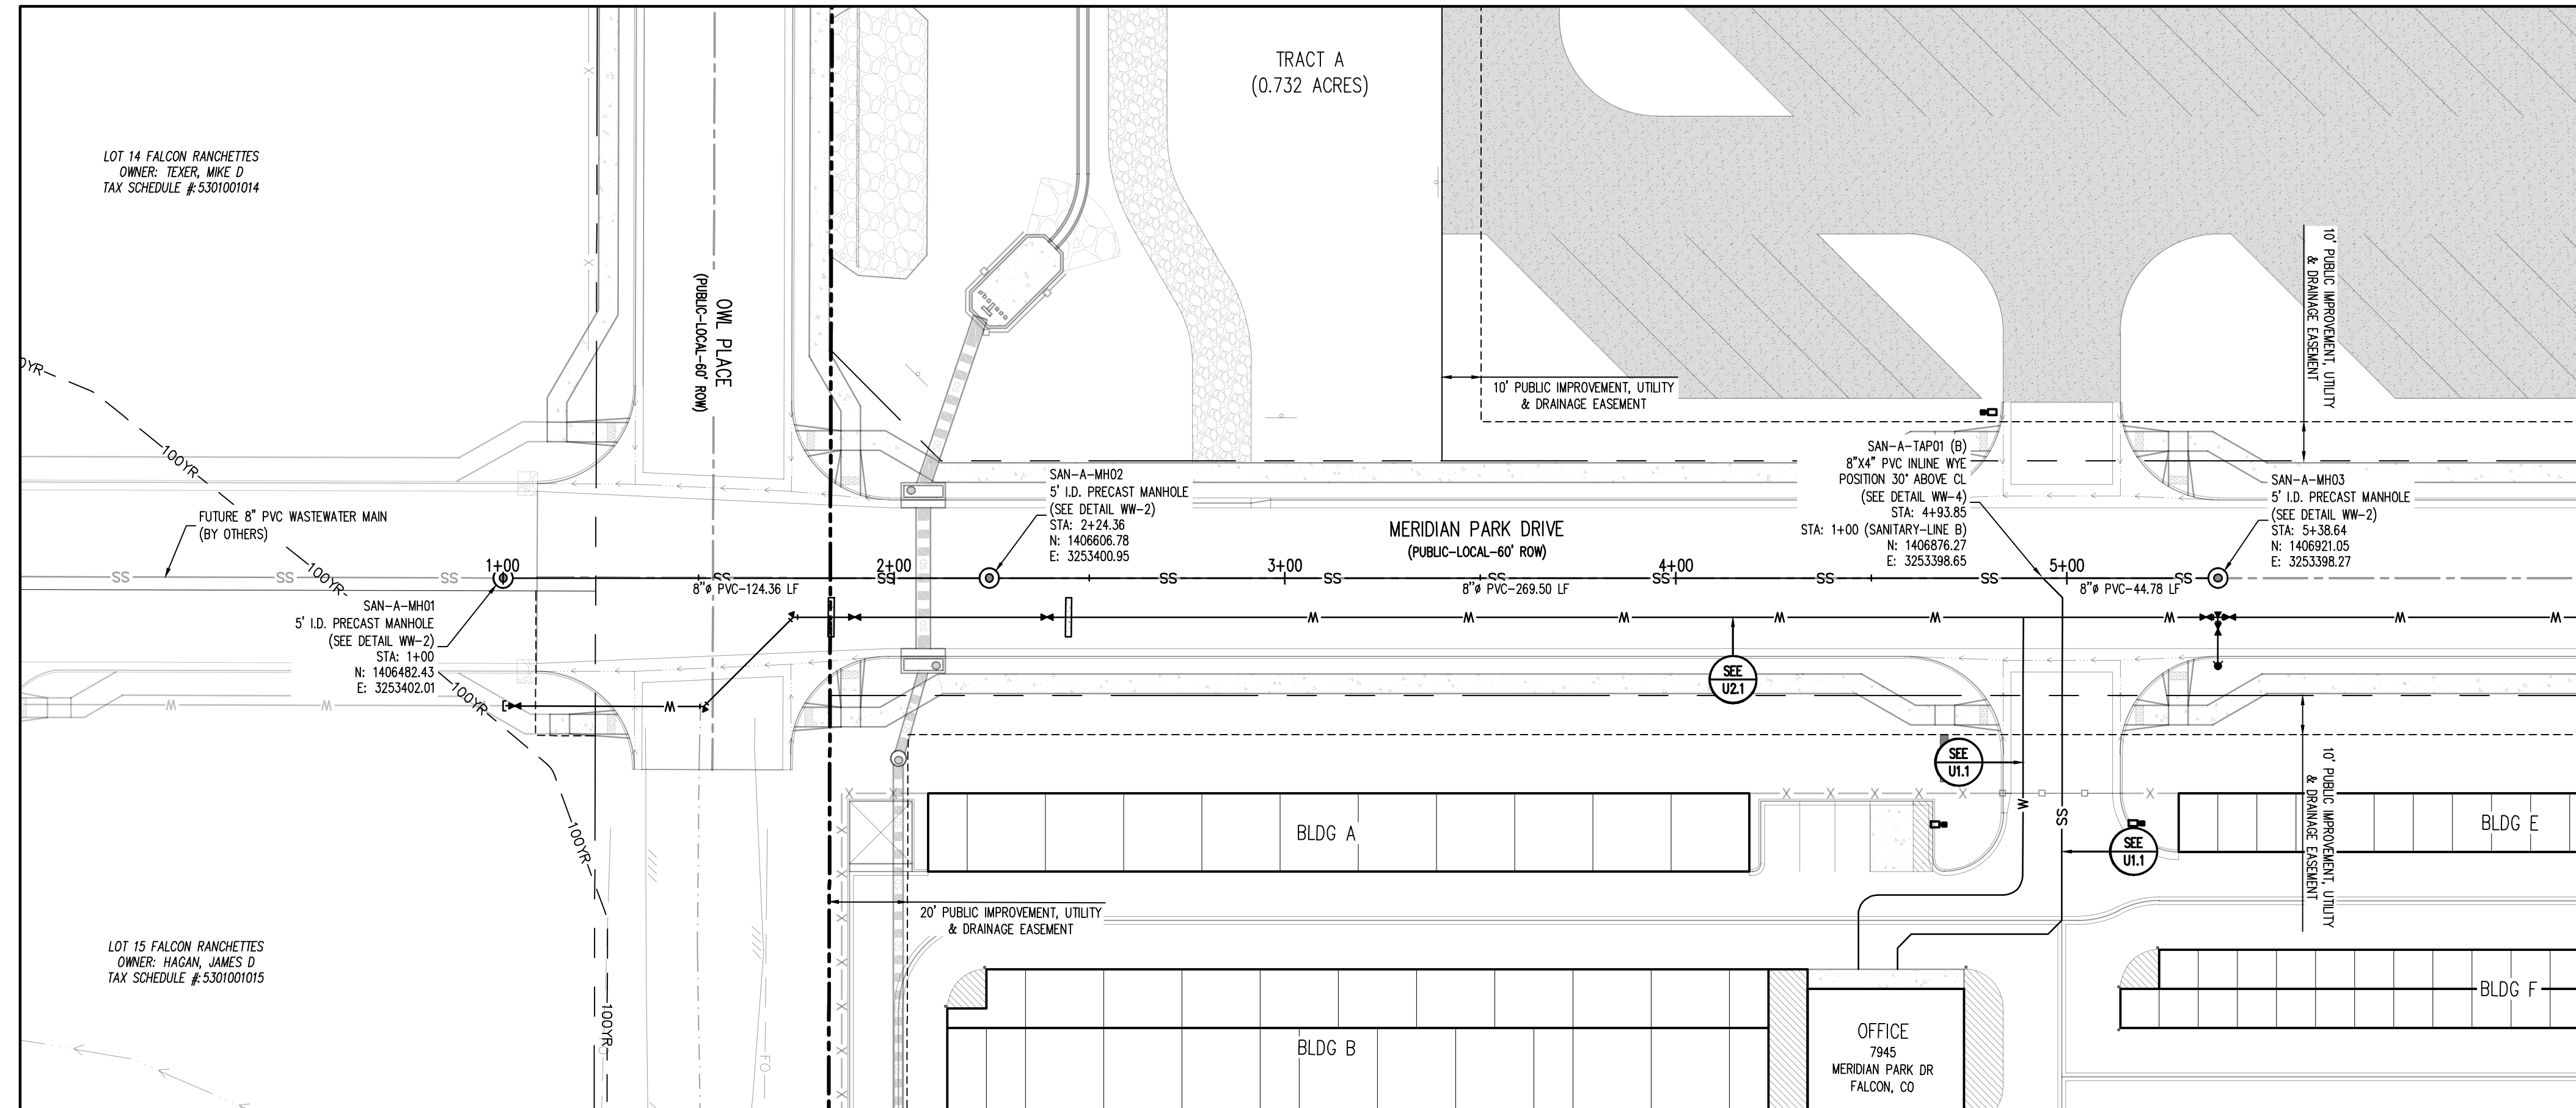 TRACT A
(0.732 ACRES)
LOT 14 FALCON RANCHETTES
OWNER: TEXER, MIKE D
TAX SCHEDULE #:5301001014
OWL PLACE
(PUBLIC-LOCAL-60' ROW)
10' PUBLIC IMPROVEMENT, UTILITY
& DRAINAGE EASEMENT
10' PUBLIC IMPROVEMENT, UTILITY
& DRAINAGE EASEMENT
100YR
100YR
100YR
100YR
100YR
FUTURE 8" PVC WASTEWATER MAIN
(BY OTHERS)
SAN-A-MH02
5' I.D. PRECAST MANHOLE
(SEE DETAIL WW-2)
STA: 2+24.36
N: 1406606.78
E: 3253400.95
MERIDIAN PARK DRIVE
(PUBLIC-LOCAL-60' ROW)
SAN-A-TAP01 (B)
8"X4" PVC INLINE WYE
POSITION 30° ABOVE CL
(SEE DETAIL WW-4)
STA: 4+93.85
STA: 1+00 (SANITARY-LINE B)
N: 1406876.27
E: 3253398.65
SAN-A-MH03
5' I.D. PRECAST MANHOLE
(SEE DETAIL WW-2)
STA: 5+38.64
N: 1406921.05
E: 3253398.27
1+00
2+00
3+00
4+00
5+00
SS
SS
SS
SS
SS
SS
SS
SS
SS
SS
SS
SS
8"ø PVC-124.36 LF
8"ø PVC-269.50 LF
8"ø PVC-44.78 LF
SAN-A-MH01
5' I.D. PRECAST MANHOLE
(SEE DETAIL WW-2)
STA: 1+00
N: 1406482.43
E: 3253402.01
W
W
W
W
W
W
W
W
W
W
W
SEE
U2.1
SEE
U1.1
W
SS
SEE
U1.1
10' PUBLIC IMPROVEMENT, UTILITY
& DRAINAGE EASEMENT
BLDG A
BLDG E
20' PUBLIC IMPROVEMENT, UTILITY
& DRAINAGE EASEMENT
LOT 15 FALCON RANCHETTES
OWNER: HAGAN, JAMES D
TAX SCHEDULE #:5301001015
FO
BLDG F
BLDG B
OFFICE
7945
MERIDIAN PARK DR
FALCON, CO